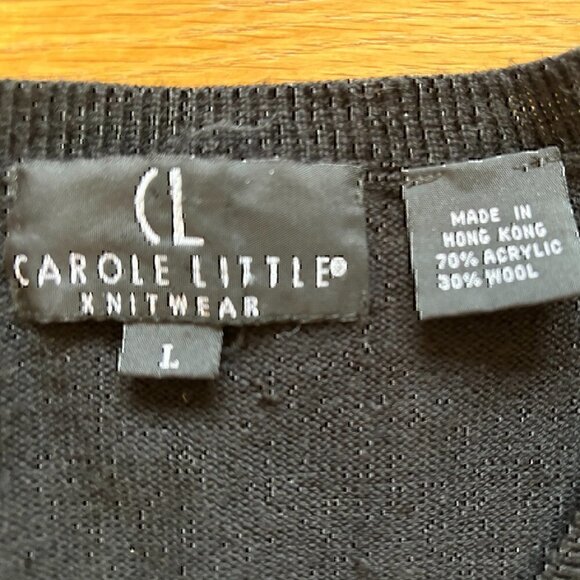 CL
CAROLE LITTLE®
KNITWEAR
L
MADE IN
HONG KONG
70% ACRYLIC
30% WOOL